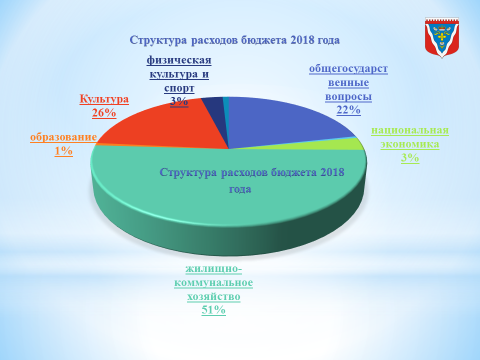 Структура расходов бюджета 2018 года
физическая
культура и
спорт
3%
общегосударст
венные
вопросы
22%
Культура
26%
национальная
экономика
3%
образование
1%
Структура расходов бюджета 2018
года
жилищно-
коммунальное
хозяйство
51%